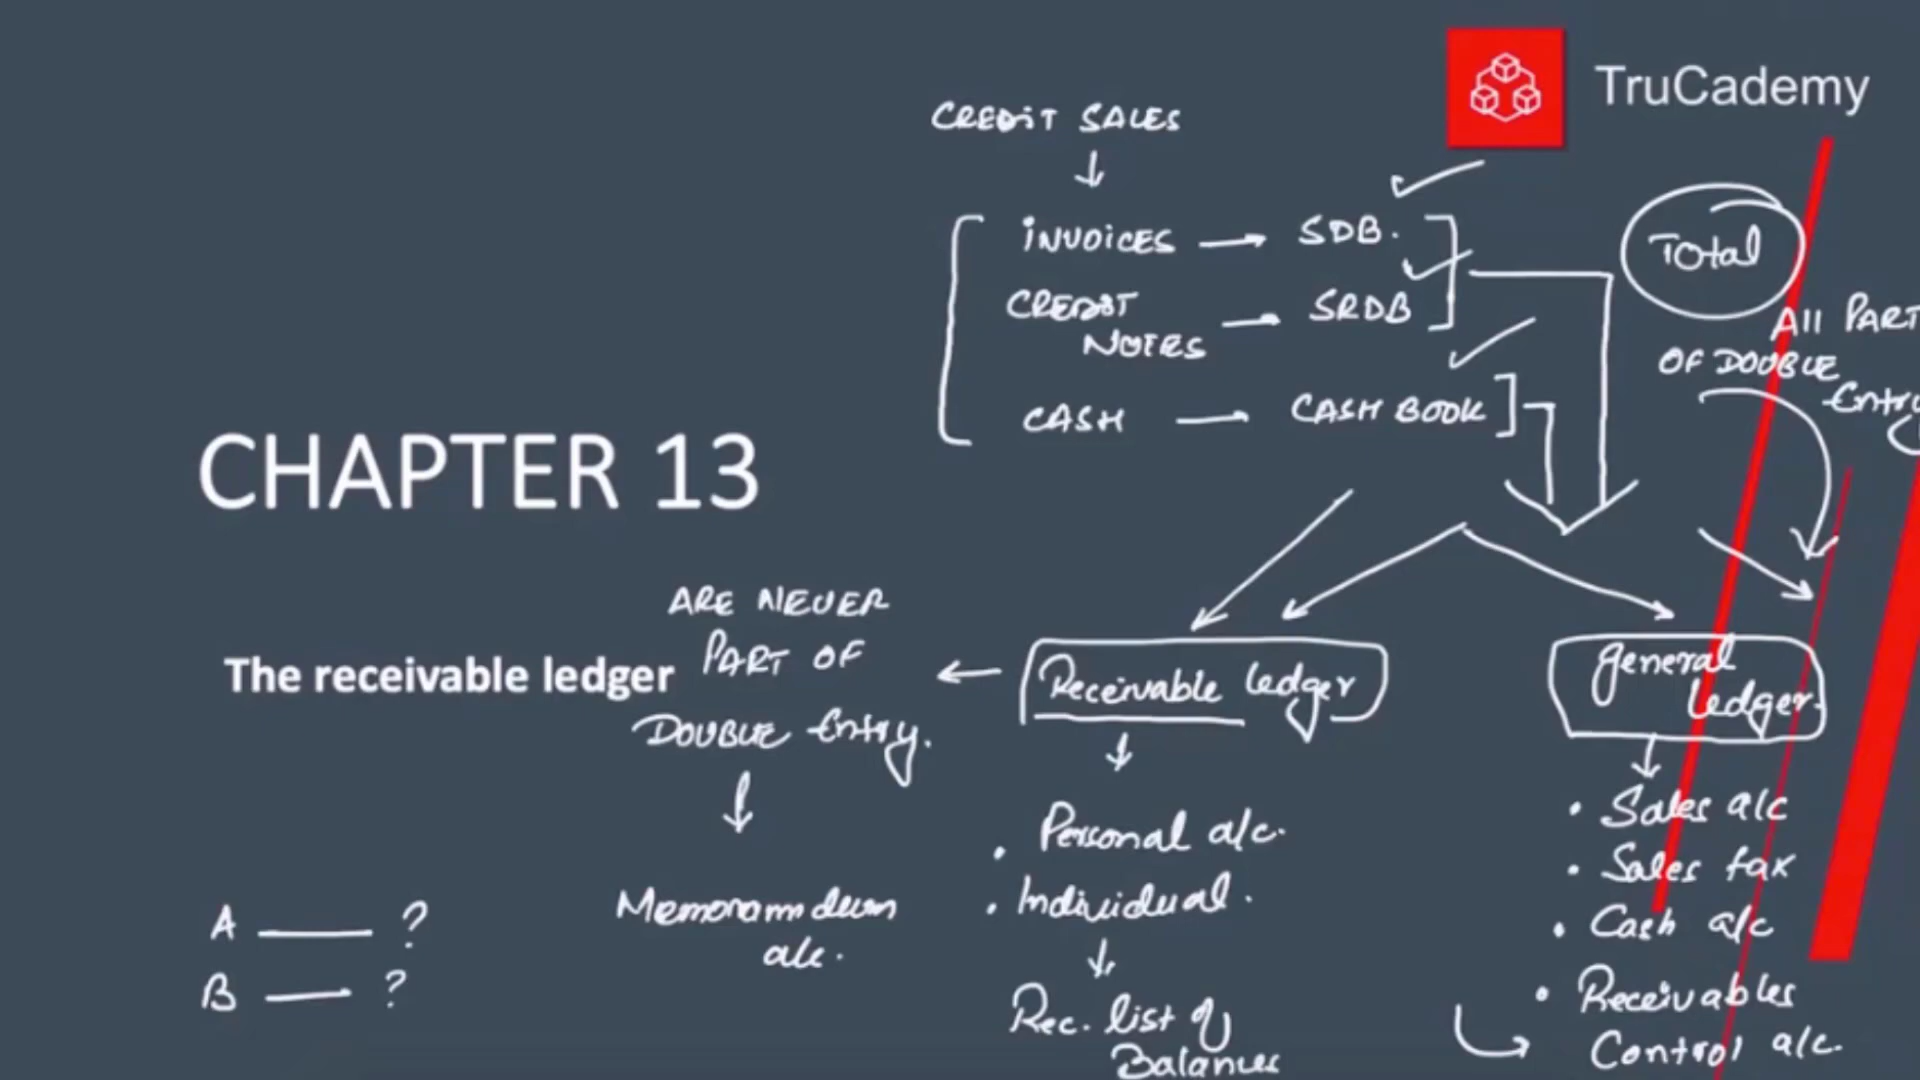 TruCademy
CREDIT SALES
INVOICES → SDB.
CREDIT NOTES → SRDB
CASH → CASH BOOK
Total
All PART
OF DOUBLE
Entry
CHAPTER 13
The receivable ledger
ARE NEVER
PART OF
DOUBLE Entry.
Memorandum
a/c.
A — ?
B — ?
Receivable ledger
• Personal a/c.
• Individual.
Rec. list of
Balances
general
ledger.
• Sales a/c
• Sales tax
• Cash a/c
• Receivables
Control a/c.